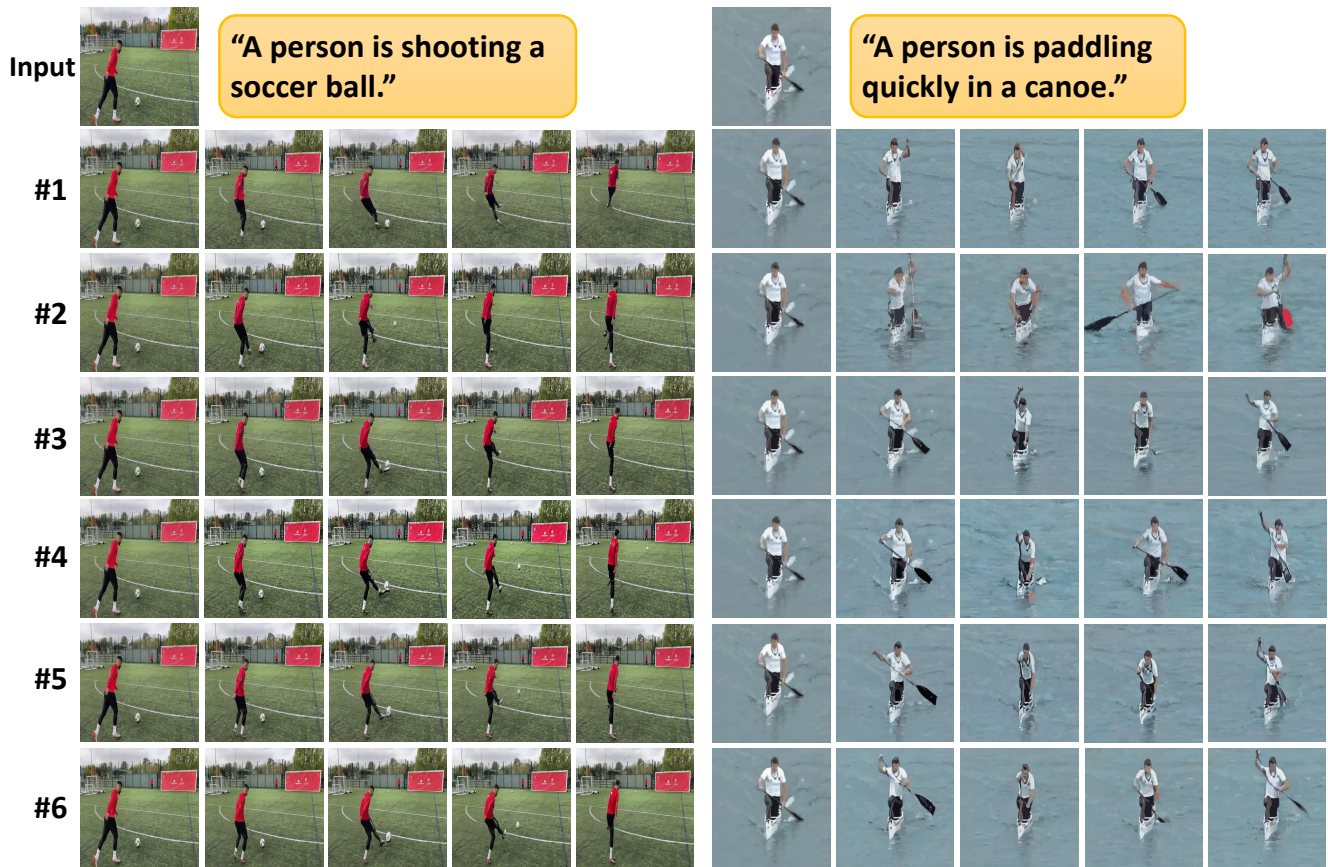 Input
“A person is shooting a
soccer ball.”
“A person is paddling
quickly in a canoe.”
#1
#2
#3
#4
#5
#6